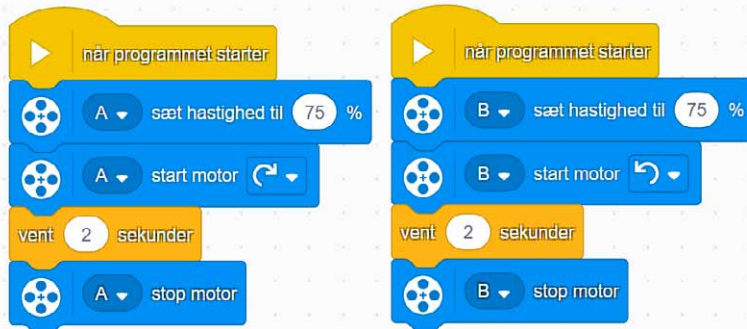 når programmet starter
A sæt hastighed til 75 %
A start motor
vent 2 sekunder
A stop motor
når programmet starter
B sæt hastighed til 75 %
B start motor
vent 2 sekunder
B stop motor